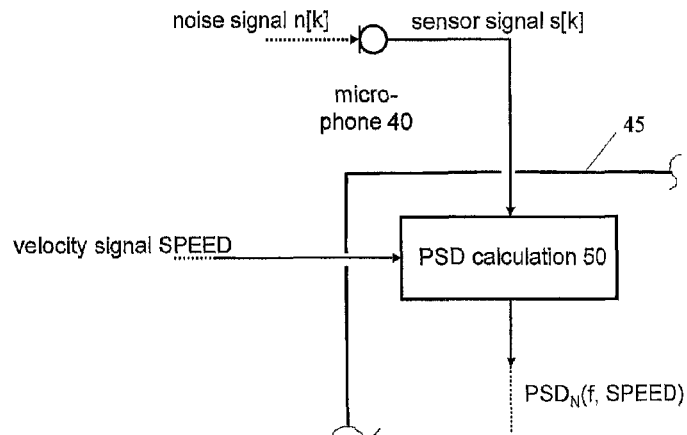 noise signal n[k]
sensor signal s[k]
micro-
phone 40
45
velocity signal SPEED
PSD calculation 50
PSD_N(f, SPEED)